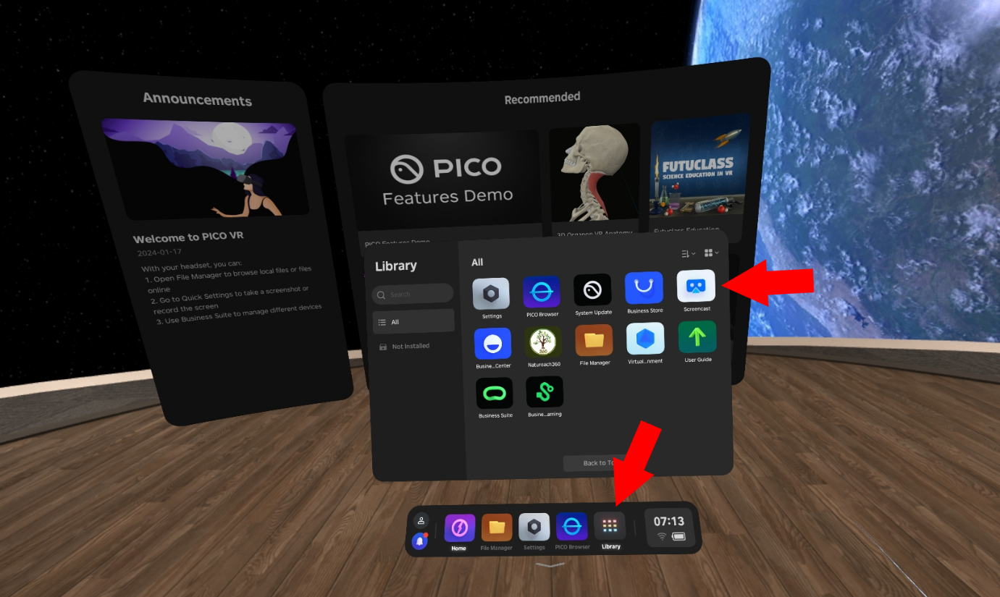 Announcements
Welcome to PICO VR
2024-01-17
With your headset, you can:
1. Open File Manager to browse local files or files
online
2. Go to Quick Settings to take a screenshot or
record the screen
3. Use Business Suite to manage different devices
Recommended
PICO
Features Demo
FUTUCLASS
SCIENCE EDUCATION IN VR
PICO Features Demo
3D Organon VR Anatomy
Futuclass Education
Library
Search
All
Not Installed
All
Settings
PICO Browser
System Update
Business Store
Screencast
Busine...Center
360
Natureach360
File Manager
Virtual...nment
User Guide
Business Suite
Busine...aming
Back to
Home
File Manager
Settings
PICO Browser
Library
07:13